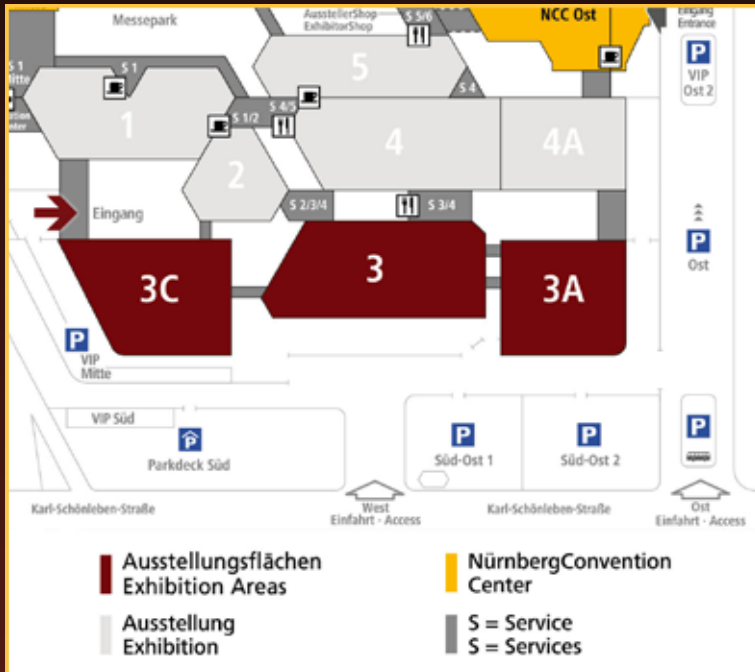 Messepark
AusstellerShop
ExhibitorShop
S 5/6
NCC Ost
Eingang
Entrance
P
VIP
Ost 2
S 1
Mitte
S 1
5
S 4
S 4/5
S 1/2
1
2
4
4A
Eingang
S 2/3/4
S 3/4
P
Ost
3C
3
3A
P
VIP
Mitte
VIP Süd
P
Parkdeck Süd
P
Süd-Ost 1
P
Süd-Ost 2
P
Karl-Schönleben-Straße
West
Einfahrt · Access
Karl-Schönleben-Straße
Ost
Einfahrt · Access
Ausstellungsflächen
Exhibition Areas
NürnbergConvention
Center
Ausstellung
Exhibition
S = Service
S = Services